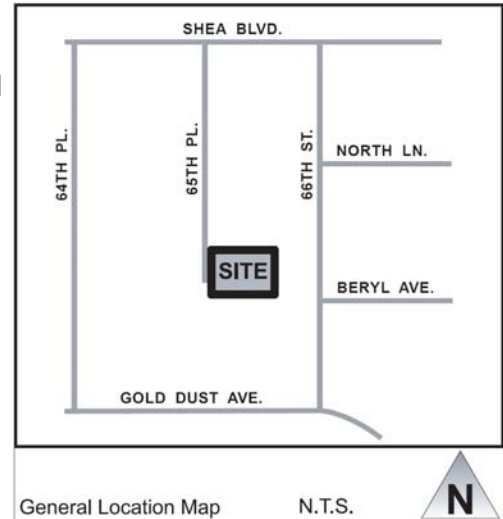 SHEA BLVD.
64TH PL.
65TH PL.
66TH ST.
NORTH LN.
SITE
BERYL AVE.
GOLD DUST AVE.
General Location Map N.T.S. N